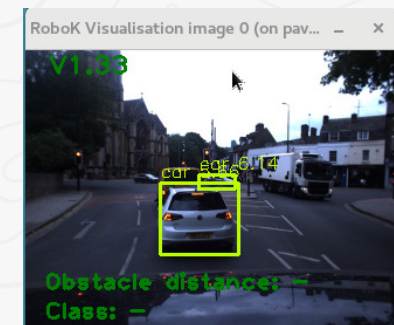 RoboK Visualisation image 0 (on pav...
V1.33
car 6.14
car
Obstacle distance: -
Class: -